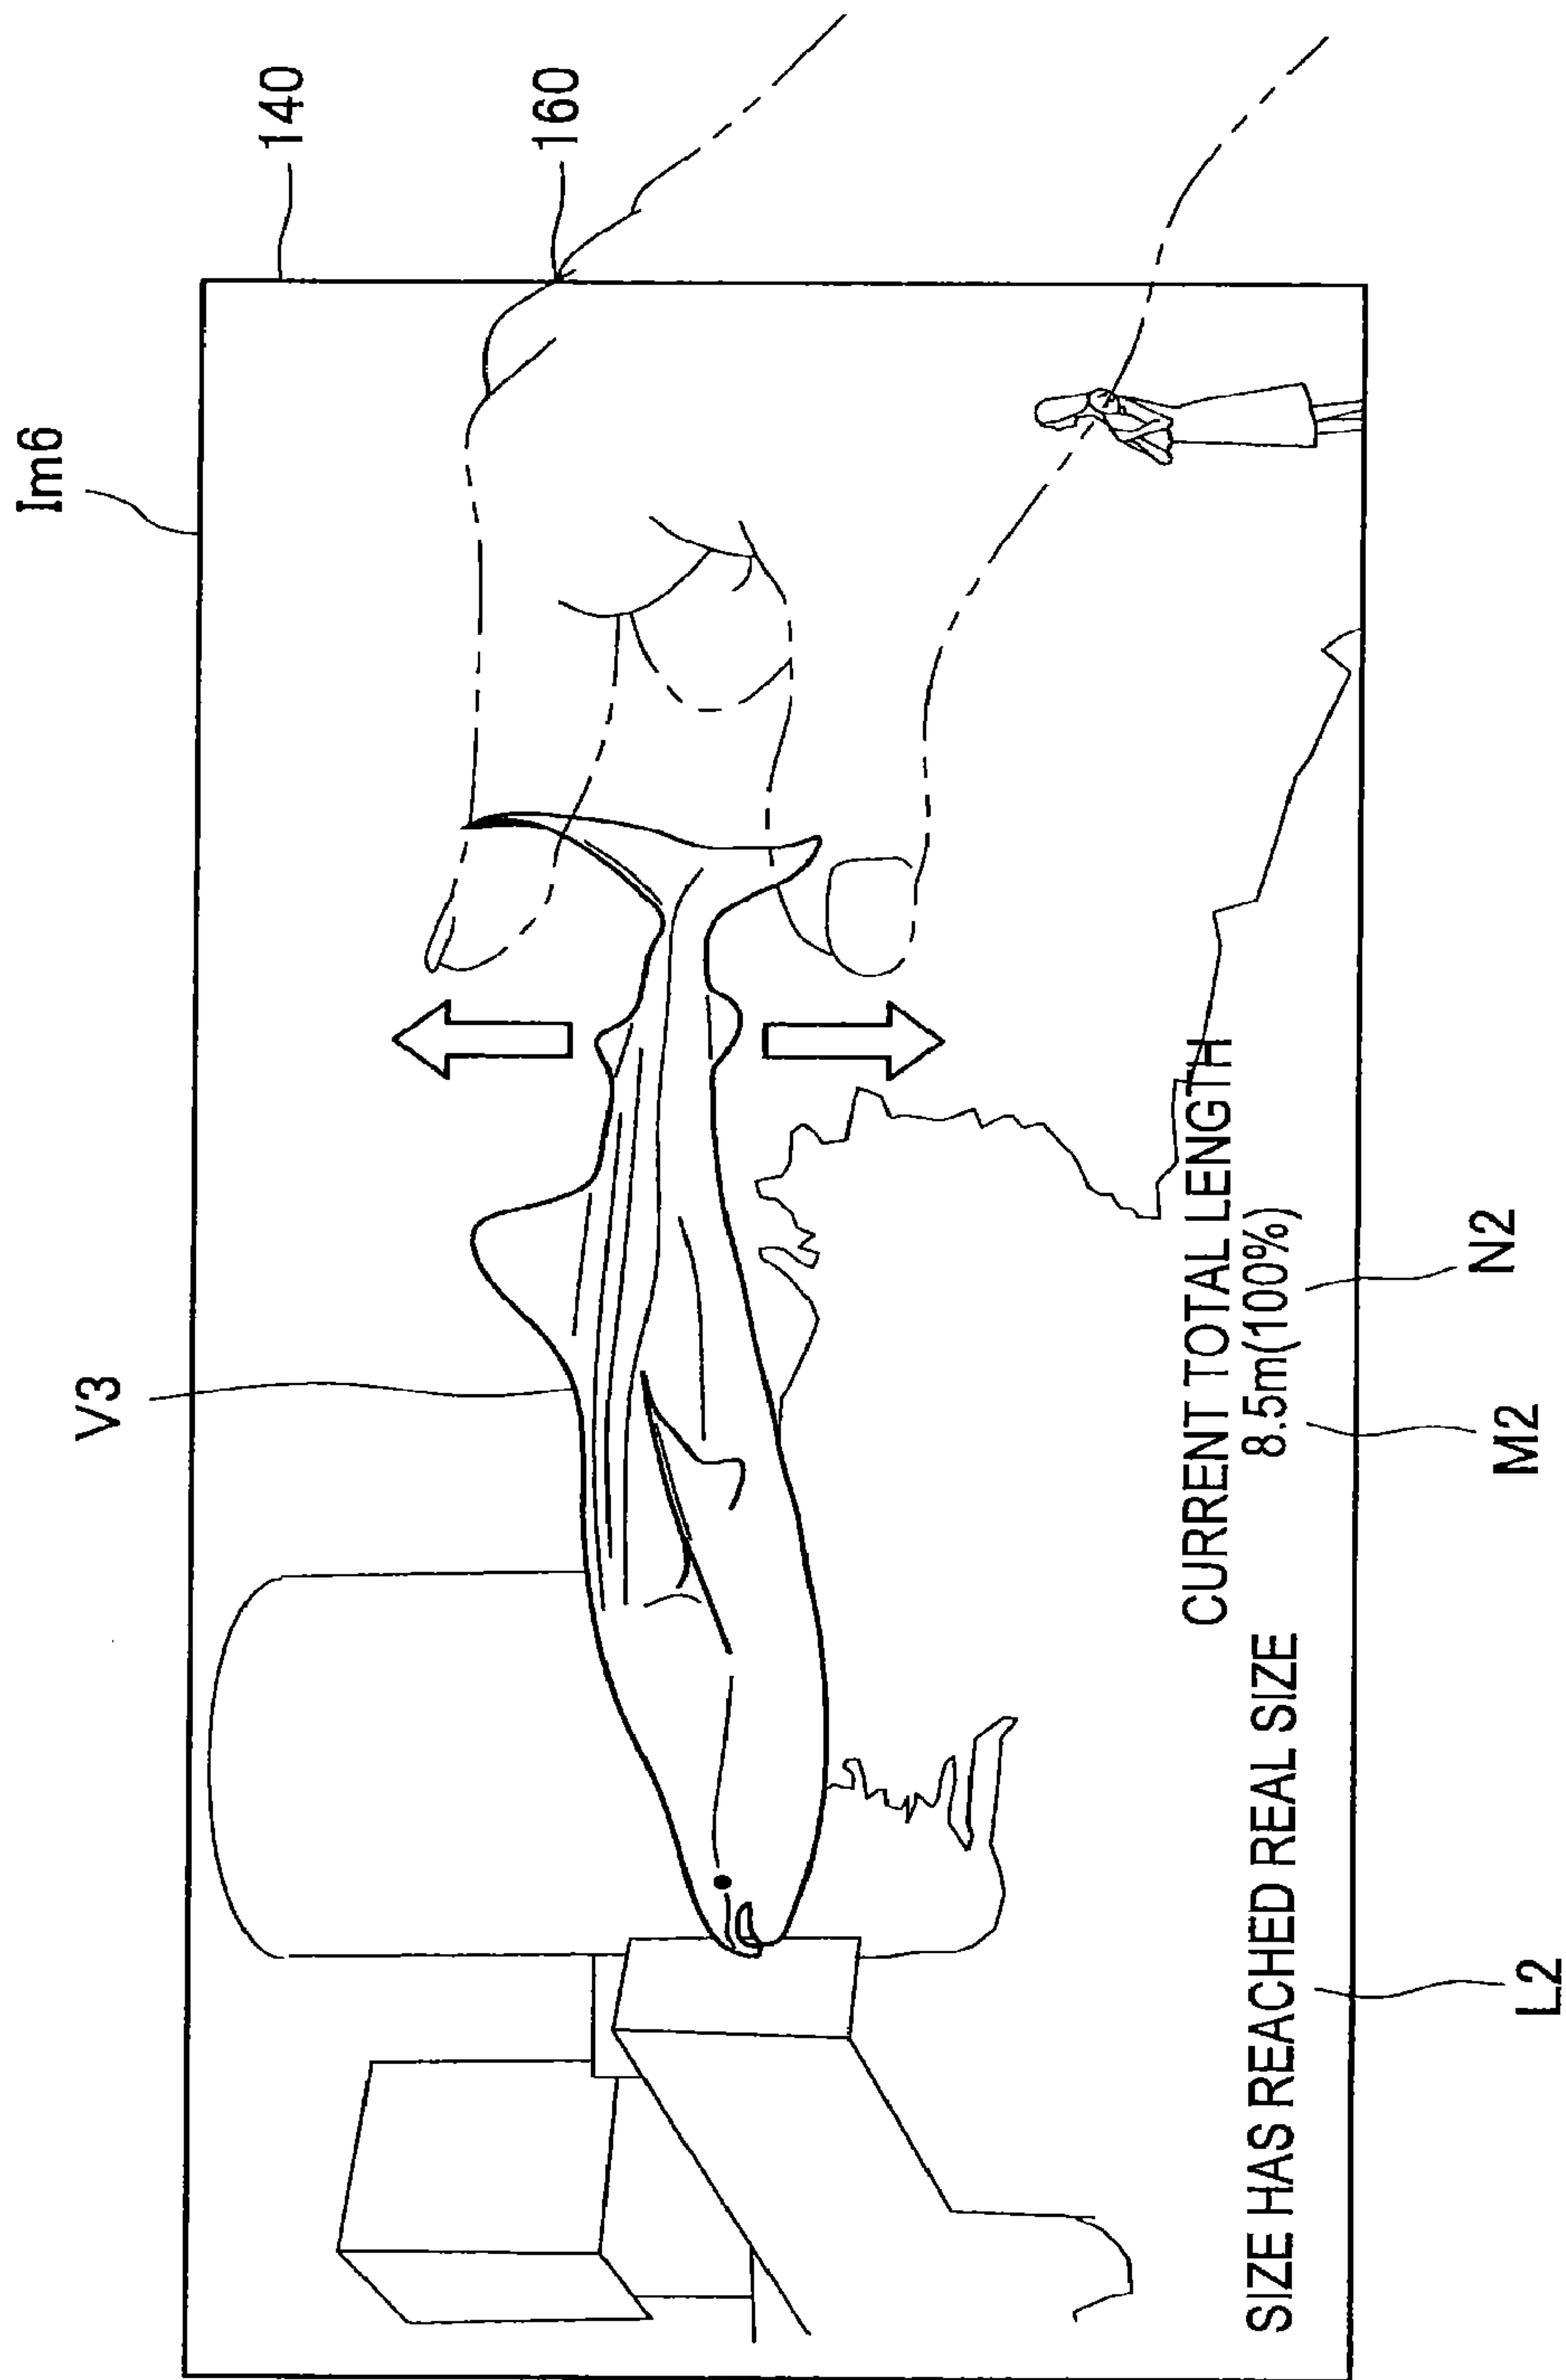 Im6
V3
140
160
CURRENT TOTAL LENGTH
8.5m(100%)
SIZE HAS REACHED REAL SIZE
N2
M2
L2